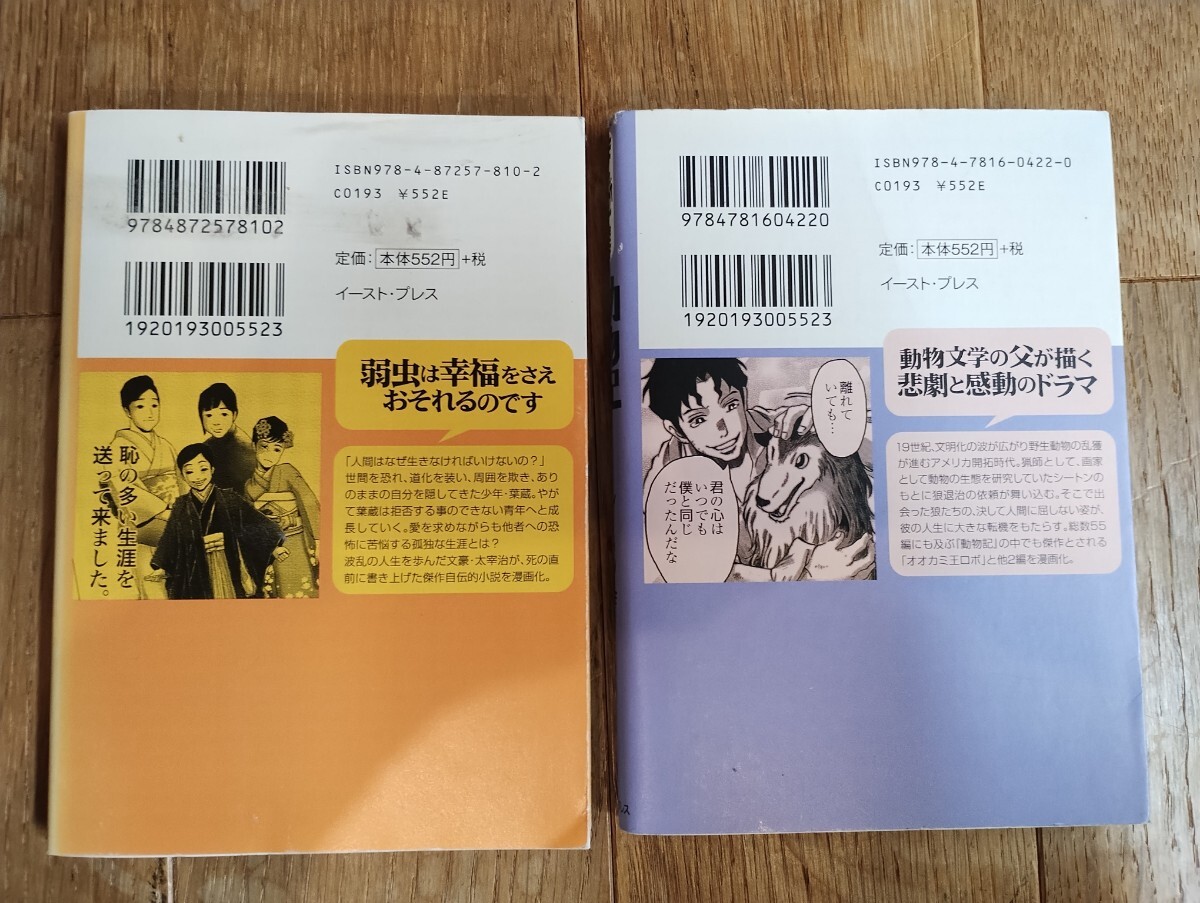 ISBN978-4-87257-810-2
C0193 ¥552E
9784872578102
定価: 本体552円+税
イースト・プレス
1920193005523
弱虫は幸福をさえ
おそれるのです
恥の多い生涯を
送って来ました。
「人間はなぜ生きなければいけないの?」
世間を恐れ、道化を装い、周囲を欺き、あり
のままの自分を隠してきた少年・葉蔵。やが
て葉蔵は拒否する事のできない青年へと成
長していく。愛を求めながらも他者への恐
怖に苦悩する孤独な生涯とは?
波乱の人生を歩んだ文豪・太宰治が、死の直
前に書き上げた傑作自伝的小説を漫画化。
ISBN978-4-7816-0422-0
C0193 ¥552E
9784781604220
定価: 本体552円+税
イースト・プレス
1920193005523
動物文学の父が描く
悲劇と感動のドラマ
離れて
いても…
君の心は
いつでも
僕と同じ
だったんだな
19世紀、文明化の波が広がり野生動物の乱獲
が進むアメリカ開拓時代。猟師として、画家
として動物の生態を研究していたシートンの
もとに狼退治の依頼が舞い込む。そこで出
会った狼たちの、決して人間に屈しない姿が、
彼の人生に大きな転機をもたらす。総数55
編にも及ぶ「動物記」の中でも傑作とされる
「オオカミ王ロボ」と他2編を漫画化。